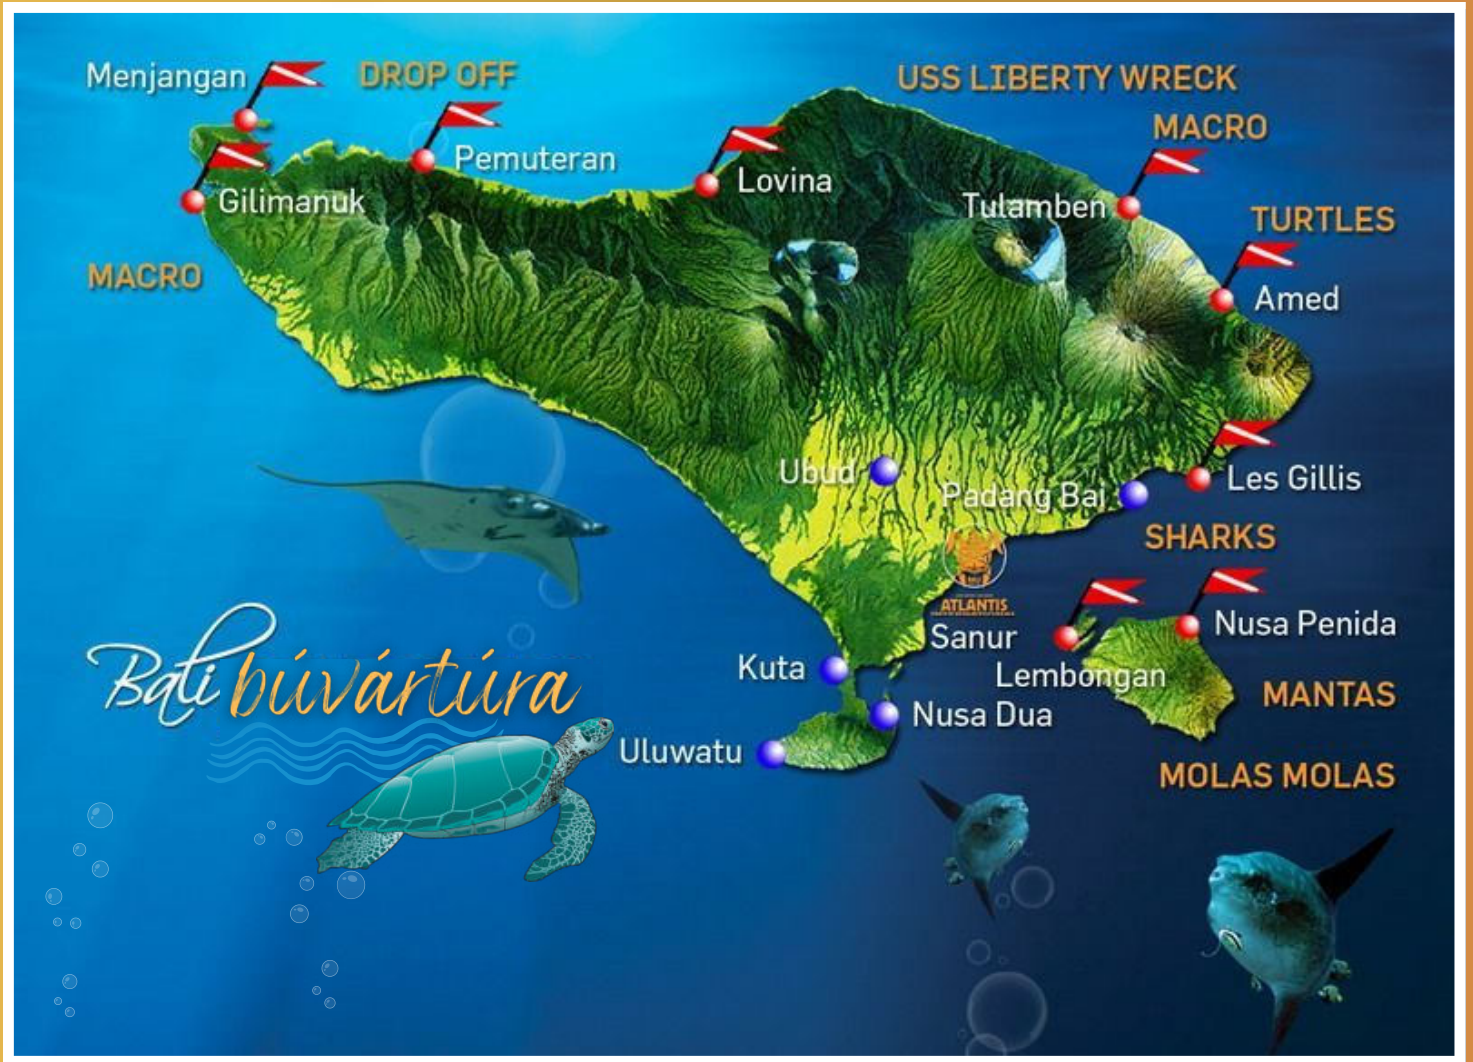 Menjangan
DROP OFF
USS LIBERTY WRECK
MACRO
Pemuteran
Lovina
Gilimanuk
Tulamben
TURTLES
MACRO
Amed
Ubud
Padang Bai
Les Gillis
SHARKS
ATLANTIS
Sanur
Nusa Penida
Kuta
Lembongan
MANTAS
Bali búvártúra
Nusa Dua
Uluwatu
MOLAS MOLAS